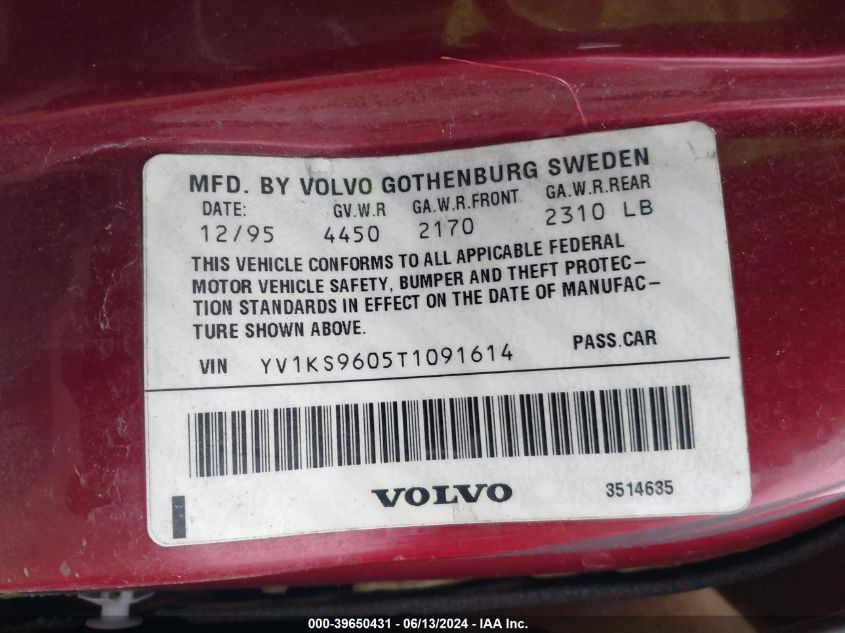 MFD. BY VOLVO GOTHENBURG SWEDEN
DATE: GV.W.R GA.W.R.FRONT GA.W.R.REAR
12/95 4450 2170 2310 LB
THIS VEHICLE CONFORMS TO ALL APPICABLE FEDERAL
MOTOR VEHICLE SAFETY, BUMPER AND THEFT PROTEC-
TION STANDARDS IN EFFECT ON THE DATE OF MANUFAC-
TURE SHOWN ABOVE.
VIN YV1KS9605T1091614 PASS.CAR
VOLVO 3514635
000-39650431 - 06/13/2024 - IAA Inc.